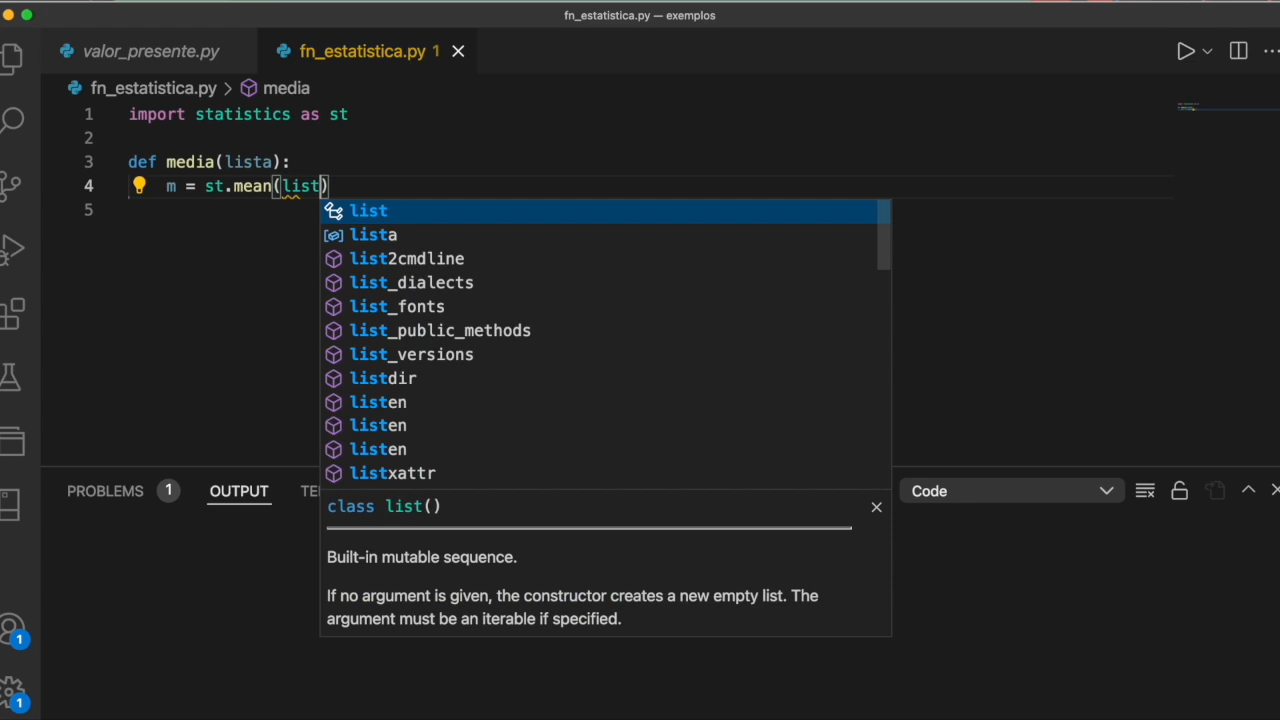 fn_estatistica.py — exemplos
valor_presente.py
fn_estatistica.py 1
fn_estatistica.py > media
1 import statistics as st
2
3 def media(lista):
4 m = st.mean(list)
5
list
lista
list2cmdline
list_dialects
list_fonts
list_public_methods
list_versions
listdir
listen
listen
listen
listxattr
class list()
Built-in mutable sequence.
If no argument is given, the constructor creates a new empty list. The
argument must be an iterable if specified.
PROBLEMS 1 OUTPUT TE
Code
1
1